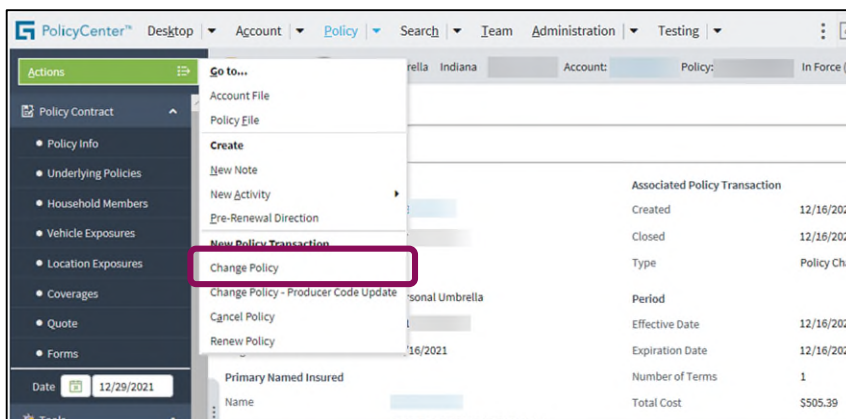 PolicyCenter™ Desktop Account Policy Search Team Administration Testing
Actions
rella Indiana Account: Policy: In Force (
Go to...
Account File
Policy File
Create
New Note
New Activity
Pre-Renewal Direction
New Policy Transaction
Change Policy
Change Policy - Producer Code Update
Cancel Policy
Renew Policy
Policy Contract
Policy Info
Underlying Policies
Household Members
Vehicle Exposures
Location Exposures
Coverages
Quote
Forms
Date 12/29/2021
Tools
rsonal Umbrella
/16/2021
Primary Named Insured
Name
Associated Policy Transaction
Created 12/16/202
Closed 12/16/202
Type Policy Cha
Period
Effective Date 12/16/202
Expiration Date 12/16/202
Number of Terms 1
Total Cost $505.39